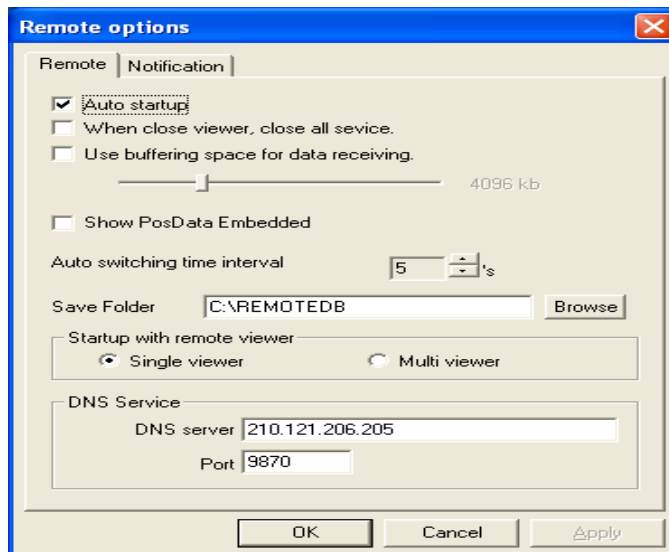 Remote options
Remote Notification
Auto startup
When close viewer, close all sevice.
Use buffering space for data receiving.
4096 kb
Show PosData Embedded
Auto switching time interval 5 's
Save Folder C:\REMOTEDB Browse
Startup with remote viewer
Single viewer Multi viewer
DNS Service
DNS server 210.121.206.205
Port 9870
OK Cancel Apply